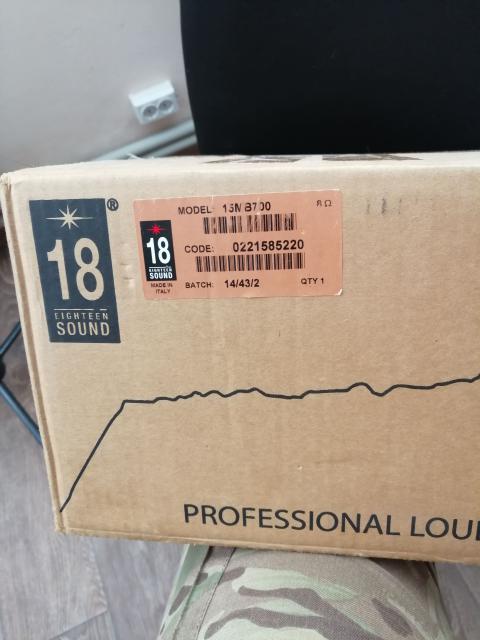 18
EIGHTEEN
SOUND
®
MODEL: 15MB700 8 Ω
18
EIGHTEEN
SOUND
MADE IN
ITALY
CODE: 0221585220
BATCH: 14/43/2 QTY 1
PROFESSIONAL LOU